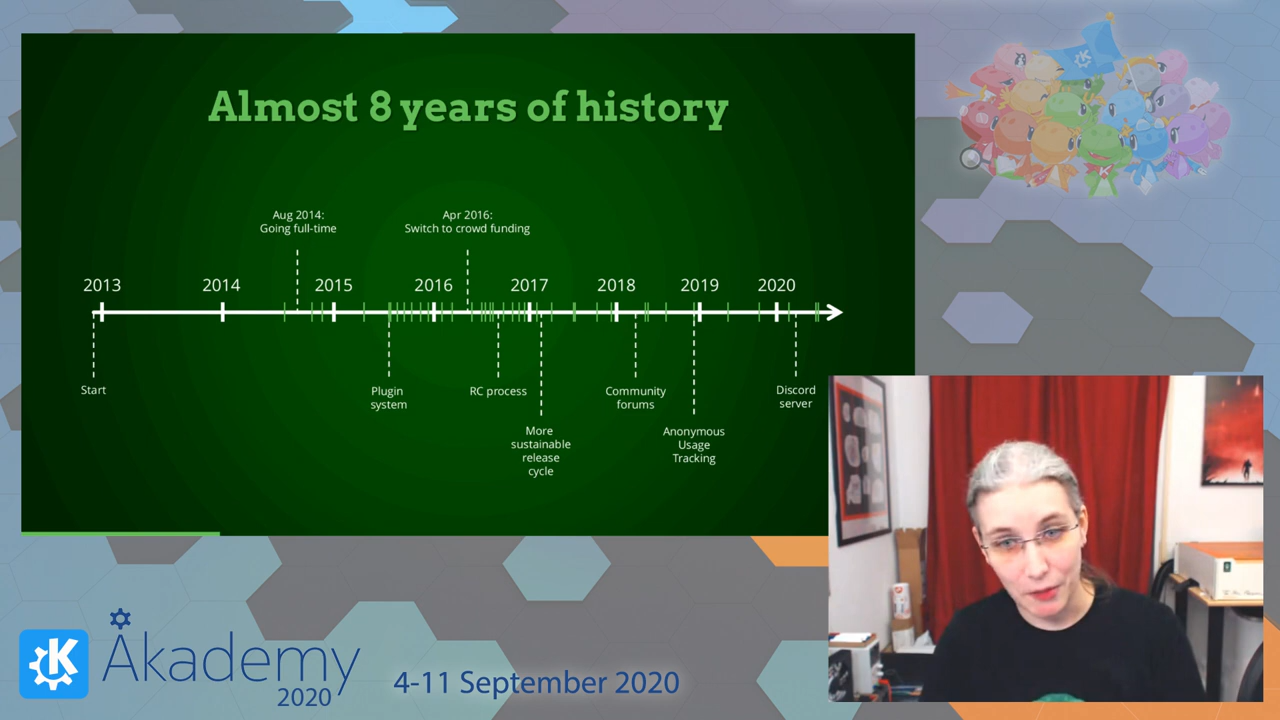 Almost 8 years of history
Aug 2014:
Going full-time
Apr 2016:
Switch to crowd funding
2013 2014 2015 2016 2017 2018 2019 2020
Start
Plugin
system
RC process
More
sustainable
release
cycle
Community
forums
Anonymous
Usage
Tracking
Discord
server
K
Akademy
2020
4-11 September 2020